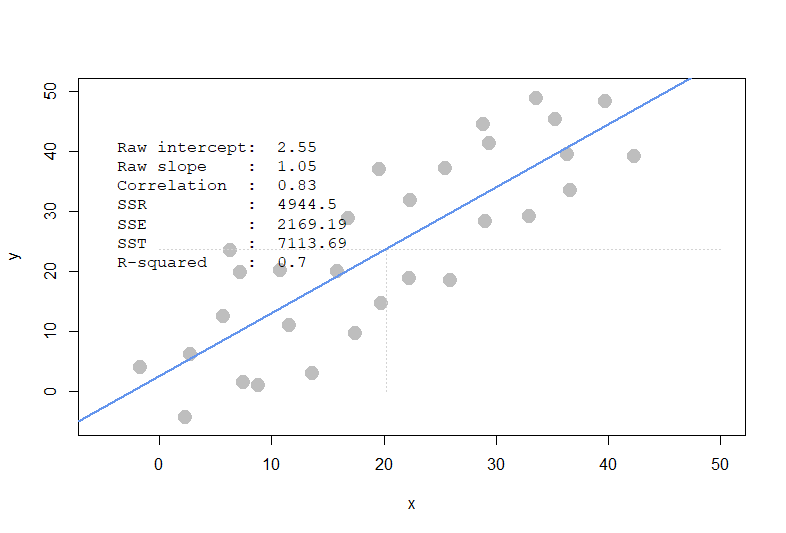 Raw intercept: 2.55
Raw slope : 1.05
Correlation : 0.83
SSR : 4944.5
SSE : 2169.19
SST : 7113.69
R-squared : 0.7
50
40
30
20
10
0
y
0 10 20 30 40 50
x